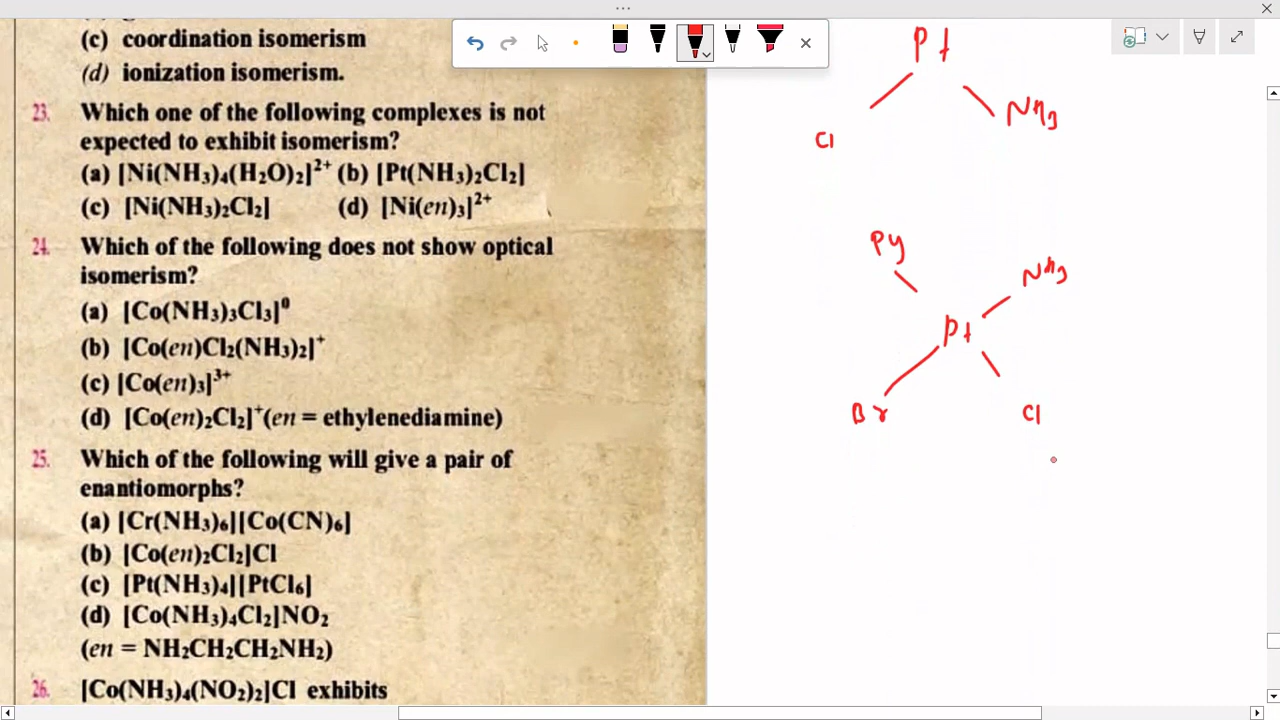 (c) coordination isomerism
(d) ionization isomerism.
23. Which one of the following complexes is not
expected to exhibit isomerism?
(a) [Ni(NH₃)₄(H₂O)₂]²⁺ (b) [Pt(NH₃)₂Cl₂]
(c) [Ni(NH₃)₂Cl₂] (d) [Ni(en)₃]²⁺
24. Which of the following does not show optical
isomerism?
(a) [Co(NH₃)₃Cl₃]⁰
(b) [Co(en)Cl₂(NH₃)₂]⁺
(c) [Co(en)₃]³⁺
(d) [Co(en)₂Cl₂]⁺(en = ethylenediamine)
25. Which of the following will give a pair of
enantiomorphs?
(a) [Cr(NH₃)₆][Co(CN)₆]
(b) [Co(en)₂Cl₂]Cl
(c) [Pt(NH₃)₄][PtCl₆]
(d) [Co(NH₃)₄Cl₂]NO₂
(en = NH₂CH₂CH₂NH₂)
26. [Co(NH₃)₄(NO₂)₂]Cl exhibits
Pt
Cl NH₃
Py NH₃
Pt
Br Cl